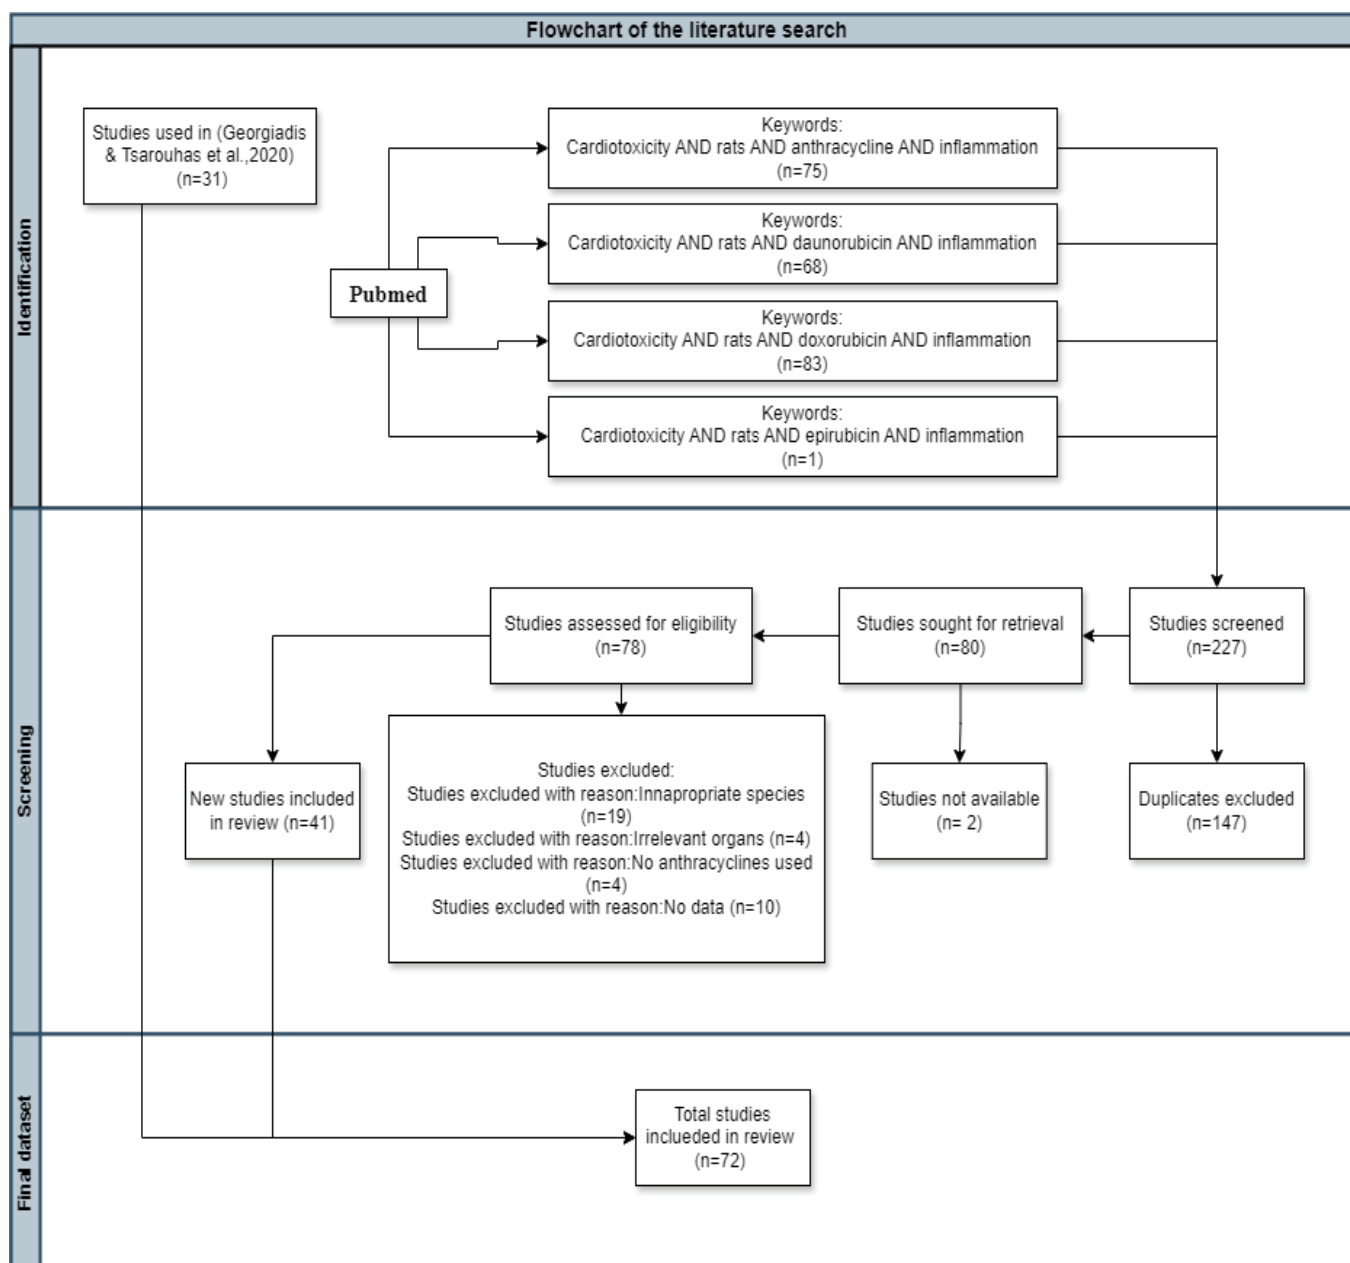 Flowchart of the literature search
Identification
Studies used in (Georgiadis
& Tsarouhas et al.,2020)
(n=31)
Pubmed
Keywords:
Cardiotoxicity AND rats AND anthracycline AND inflammation
(n=75)
Keywords:
Cardiotoxicity AND rats AND daunorubicin AND inflammation
(n=68)
Keywords:
Cardiotoxicity AND rats AND doxorubicin AND inflammation
(n=83)
Keywords:
Cardiotoxicity AND rats AND epirubicin AND inflammation
(n=1)
Screening
Studies screened
(n=227)
Studies sought for retrieval
(n=80)
Studies assessed for eligibility
(n=78)
Duplicates excluded
(n=147)
Studies not available
(n= 2)
Studies excluded:
Studies excluded with reason:Innapropriate species
(n=19)
Studies excluded with reason:Irrelevant organs (n=4)
Studies excluded with reason:No anthracyclines used
(n=4)
Studies excluded with reason:No data (n=10)
New studies included
in review (n=41)
Final dataset
Total studies
inclueded in review
(n=72)